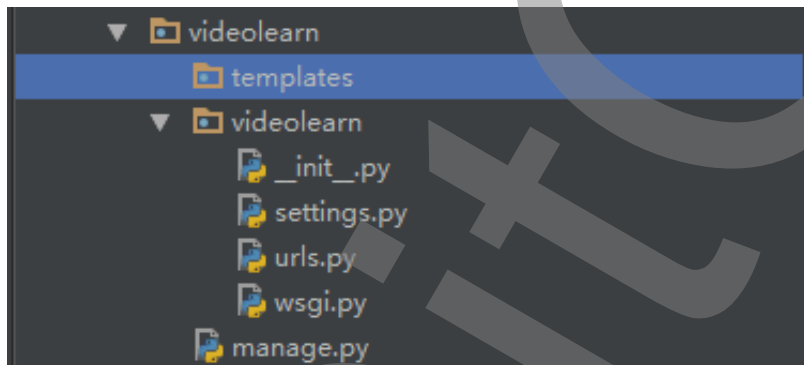 videolearn
templates
videolearn
__init__.py
settings.py
urls.py
wsgi.py
manage.py